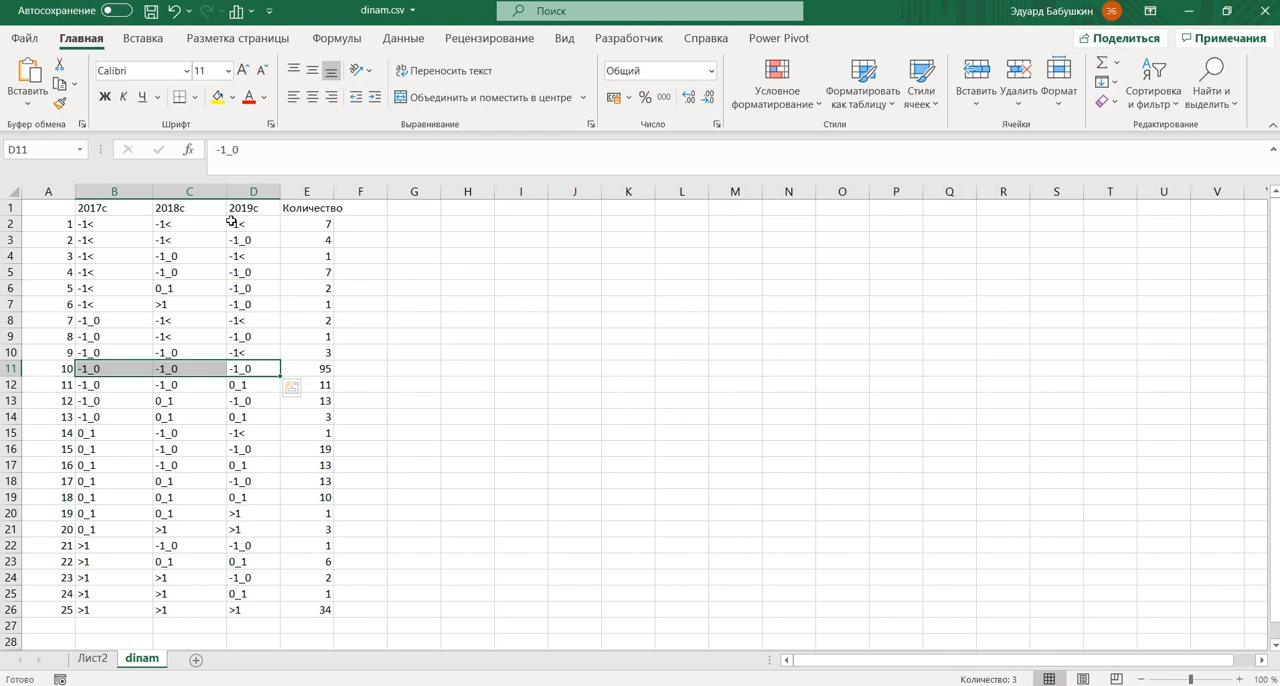 Автосохранение
dinam.csv
Поиск
Эдуард Бабушкин ЭБ
Файл Главная Вставка Разметка страницы Формулы Данные Рецензирование Вид Разработчик Справка Power Pivot
Поделиться Примечания
Вставить
Calibri 11
Ж К Ч
Переносить текст
Объединить и поместить в центре
Общий
% 000
Условное форматирование
Форматировать как таблицу
Стили ячеек
Вставить Удалить Формат
Сортировка и фильтр
Найти и выделить
Буфер обмена Шрифт Выравнивание Число Стили Ячейки Редактирование
D11 fx -1_0
A B C D E F G H I J K L M N O P Q R S T U V
1 2017с 2018с 2019с Количество
2 1 -1< -1< -1< 7
3 2 -1< -1< -1_0 4
4 3 -1< -1_0 -1< 1
5 4 -1< -1_0 -1_0 7
6 5 -1< 0_1 -1_0 2
7 6 -1< >1 -1_0 1
8 7 -1_0 -1< -1< 2
9 8 -1_0 -1< -1_0 1
10 9 -1_0 -1_0 -1< 3
11 10 -1_0 -1_0 -1_0 95
12 11 -1_0 -1_0 0_1 11
13 12 -1_0 0_1 -1_0 13
14 13 -1_0 0_1 0_1 3
15 14 0_1 -1_0 -1< 1
16 15 0_1 -1_0 -1_0 19
17 16 0_1 -1_0 0_1 13
18 17 0_1 0_1 -1_0 13
19 18 0_1 0_1 0_1 10
20 19 0_1 0_1 >1 1
21 20 0_1 >1 >1 3
22 21 >1 -1_0 -1_0 1
23 22 >1 0_1 0_1 6
24 23 >1 >1 -1_0 2
25 24 >1 >1 0_1 1
26 25 >1 >1 >1 34
27
28
Лист2 dinam
Готово
Количество: 3
100 %